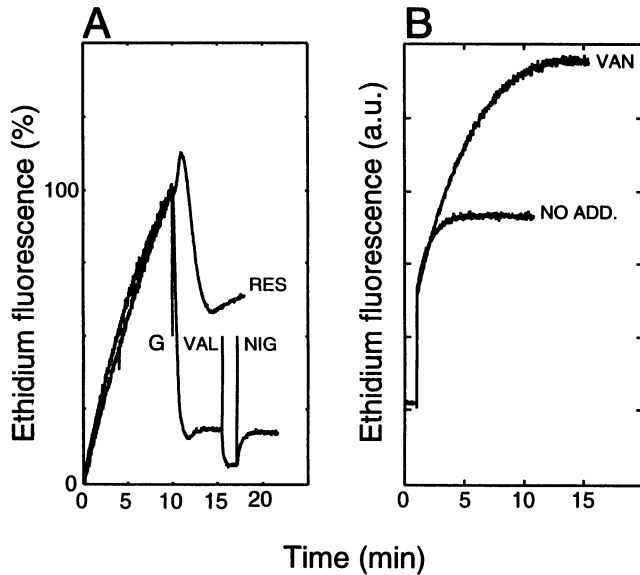 A
B
Ethidium fluorescence (%)
100
0
G
VAL
NIG
RES
0 5 10 15 20
Ethidium fluorescence (a.u.)
VAN
NO ADD.
0 5 10 15
Time (min)